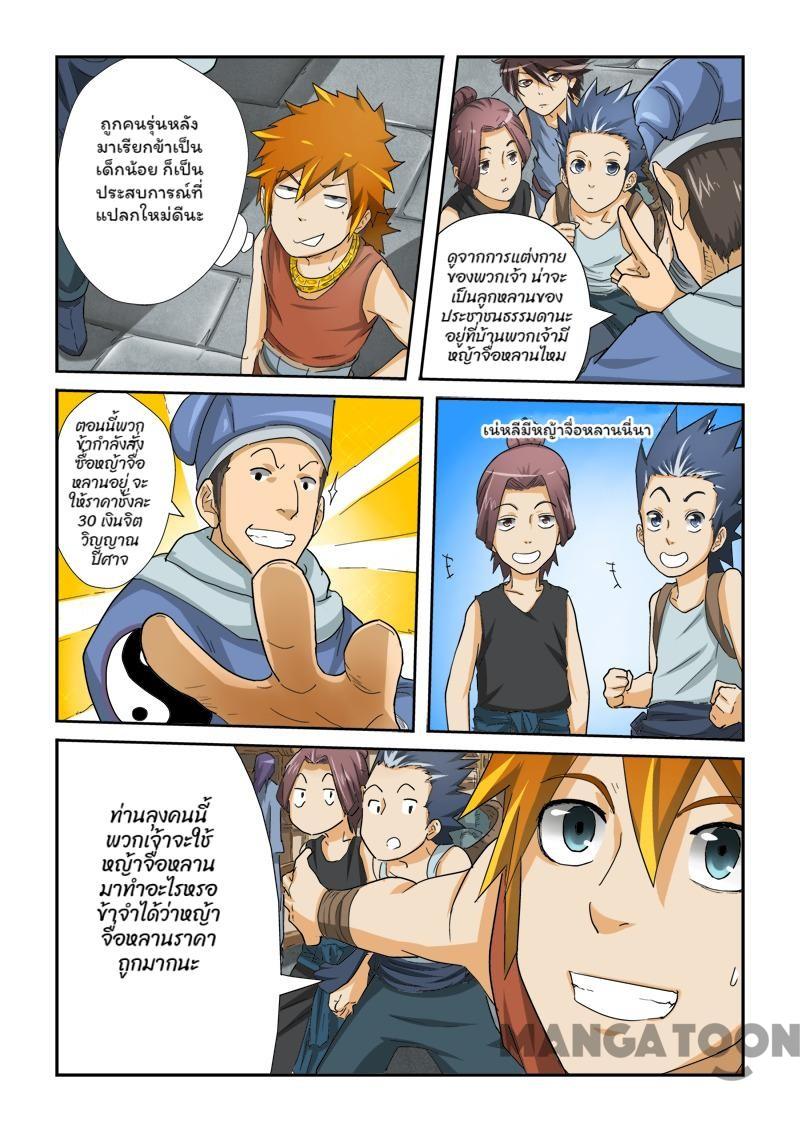 ถูกคนรุ่นหลัง
มาเรียกข้าเป็น
เด็กน้อย ก็เป็น
ประสบการณ์ที่
แปลกใหม่ดีนะ
ดูจากการแต่งกาย
ของพวกเจ้า น่าจะ
เป็นลูกหลานของ
ประชาชนธรรมดานะ
อยู่ที่บ้านพวกเจ้ามี
หญ้าจื่อหลานไหม
ตอนนี้พวก
ข้ากำลังสั่ง
ซื้อหญ้าจื่อ
หลานอยู่ จะ
ให้ราคาชั่งละ
30 เงินจิต
วิญญาณ
ปีศาจ
เน่หลีมีหญ้าจื่อหลานนี่นา
ท่านลุงคนนี้
พวกเจ้าจะใช้
หญ้าจื่อหลาน
มาทำอะไรหรอ
ข้าจำได้ว่าหญ้า
จื่อหลานราคา
ถูกมากนะ
MANGATOON